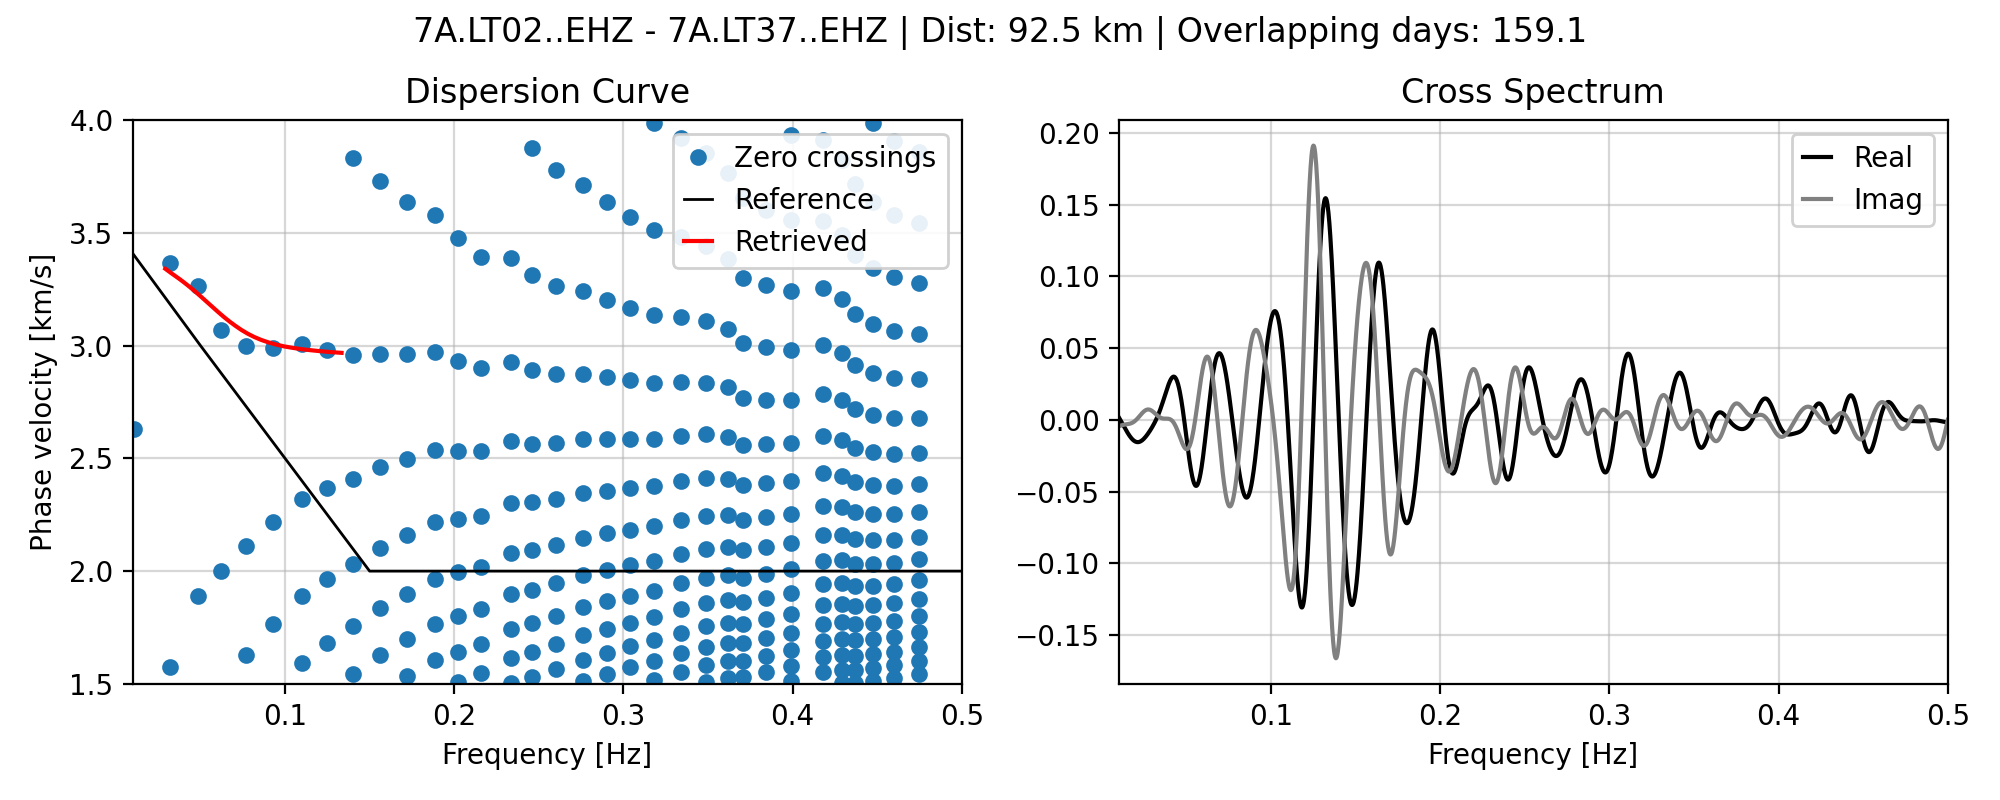 7A.LT02..EHZ - 7A.LT37..EHZ | Dist: 92.5 km | Overlapping days: 159.1
Dispersion Curve
4.0
3.5
3.0
2.5
2.0
1.5
Phase velocity [km/s]
0.1
0.2
0.3
0.4
0.5
Frequency [Hz]
Zero crossings
Reference
Retrieved
Cross Spectrum
0.20
0.15
0.10
0.05
0.00
−0.05
−0.10
−0.15
0.1
0.2
0.3
0.4
0.5
Frequency [Hz]
Real
Imag